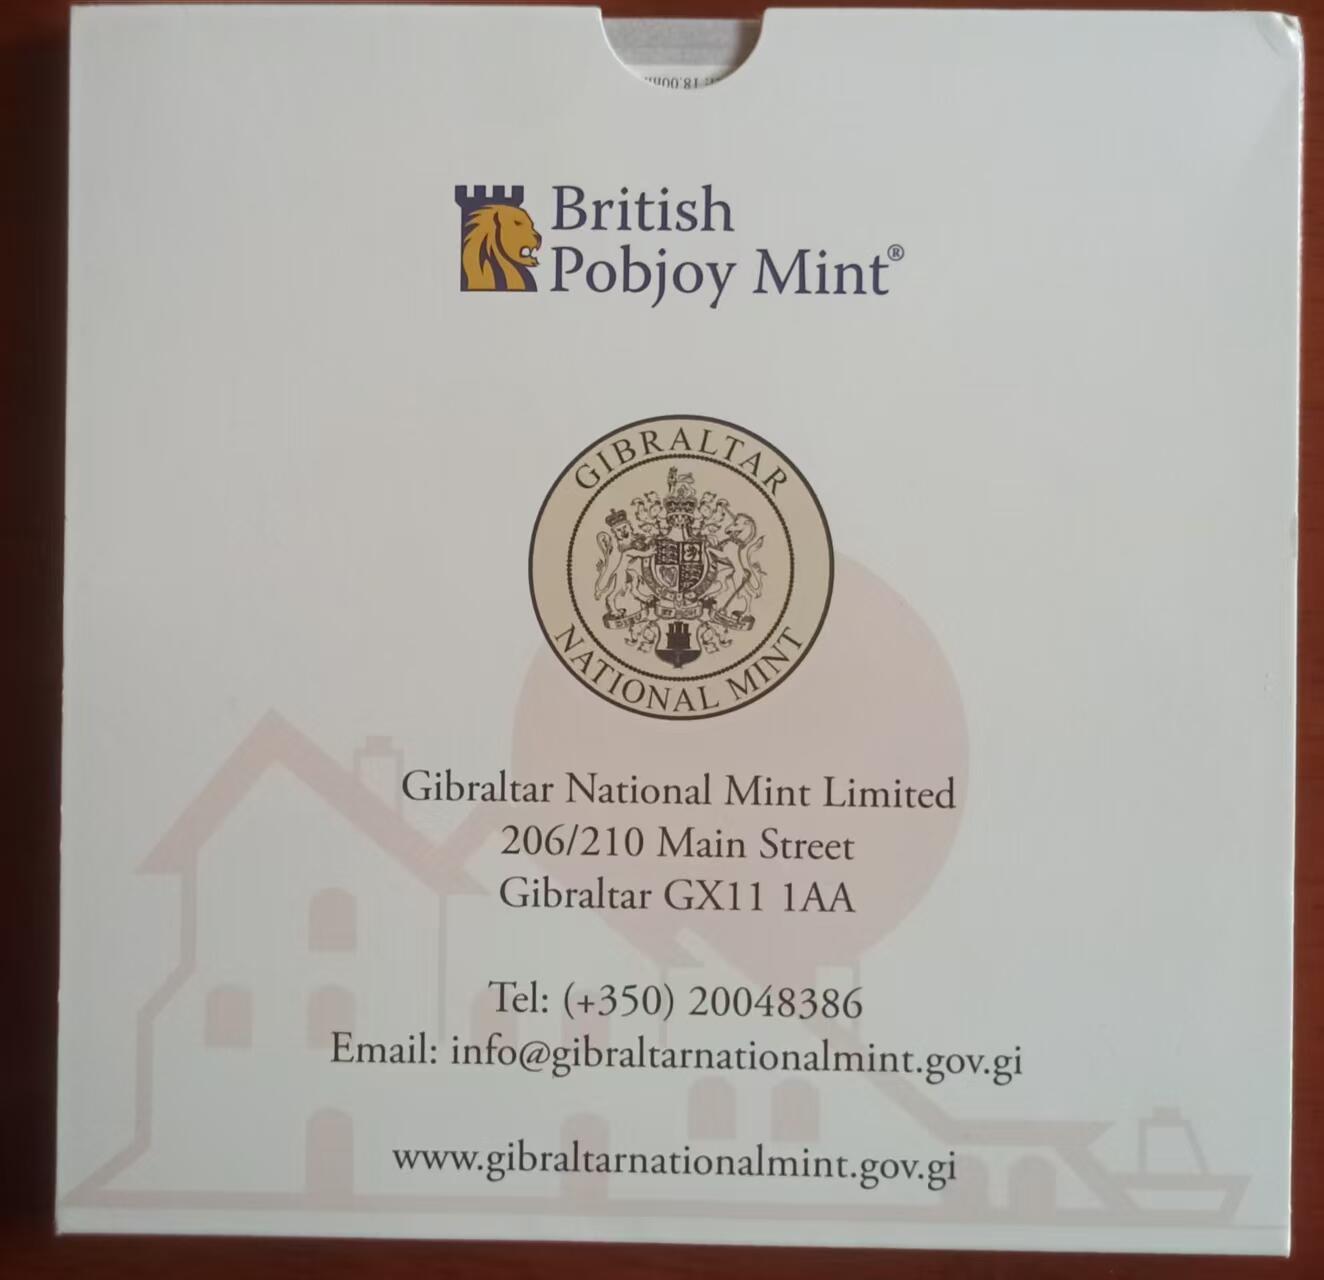 British
Pobjoy Mint®
GIBRALTAR
NATIONAL MINT
Gibraltar National Mint Limited
206/210 Main Street
Gibraltar GX11 1AA
Tel: (+350) 20048386
Email: info@gibraltarnationalmint.gov.gi
www.gibraltarnationalmint.gov.gi